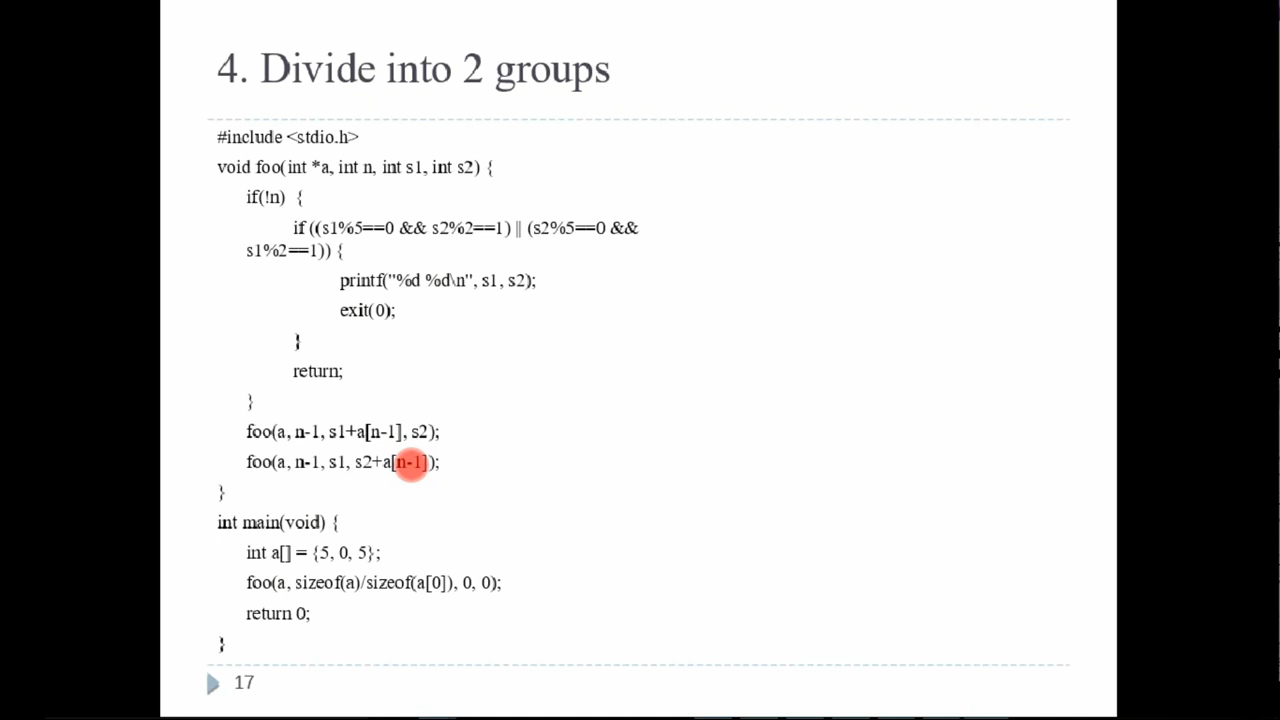 4. Divide into 2 groups
#include <stdio.h>
void foo(int *a, int n, int s1, int s2) {
if(!n) {
if ((s1%5==0 && s2%2==1) || (s2%5==0 &&
s1%2==1)) {
printf("%d %d\n", s1, s2);
exit(0);
}
return;
}
foo(a, n-1, s1+a[n-1], s2);
foo(a, n-1, s1, s2+a[n-1]);
}
int main(void) {
int a[] = {5, 0, 5};
foo(a, sizeof(a)/sizeof(a[0]), 0, 0);
return 0;
}
17